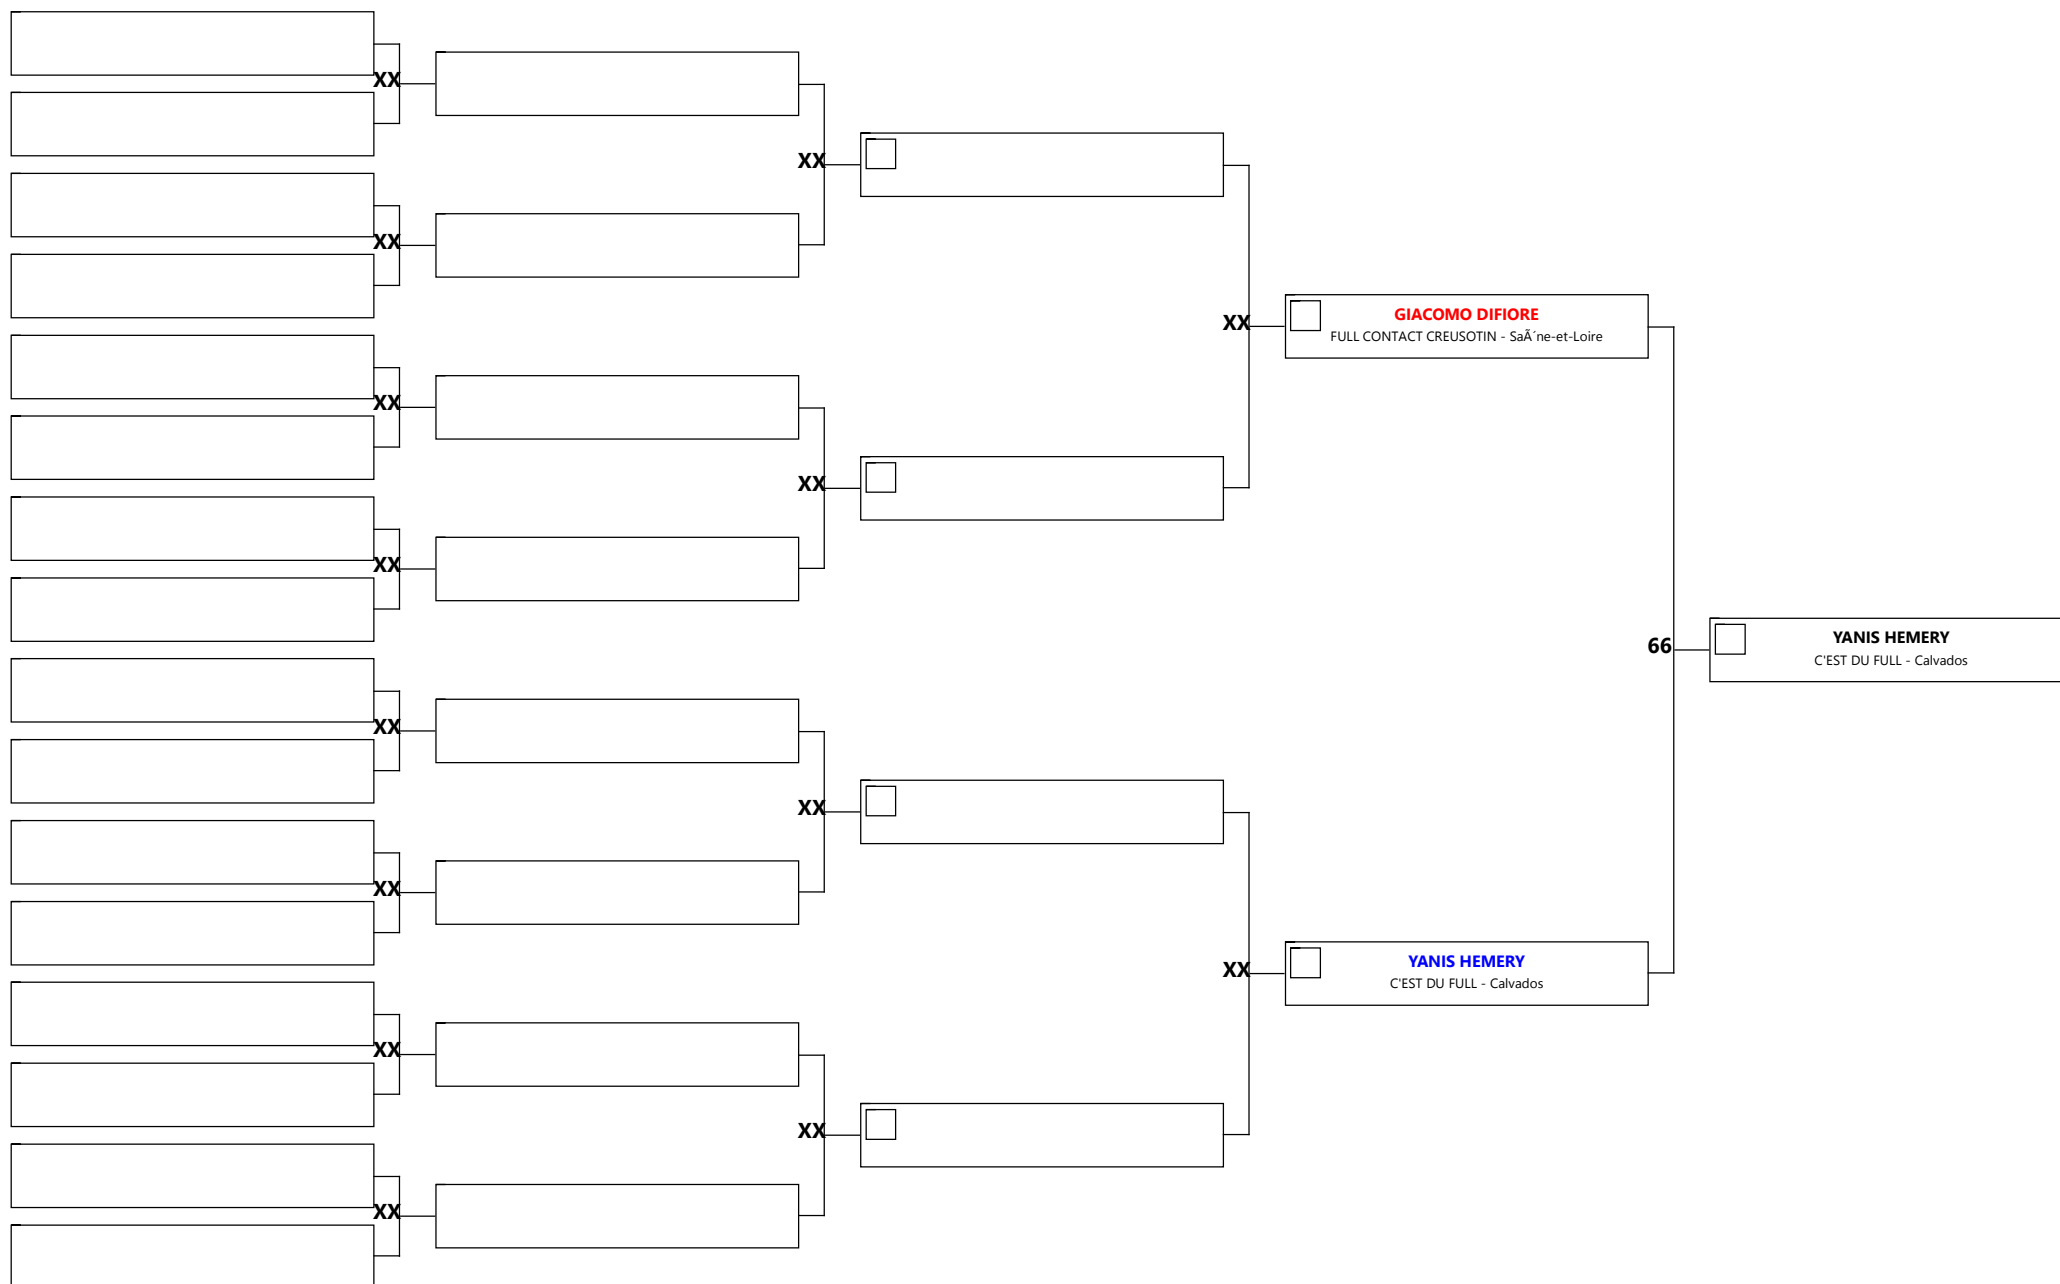 XX
XX
XX
XX
XX
XX
XX
XX
XX
XX
XX
XX
XX
GIACOMO DIFIORE
FULL CONTACT CREUSOTIN - SaÃ´ne-et-Loire
XX
YANIS HEMERY
C'EST DU FULL - Calvados
66
YANIS HEMERY
C'EST DU FULL - Calvados